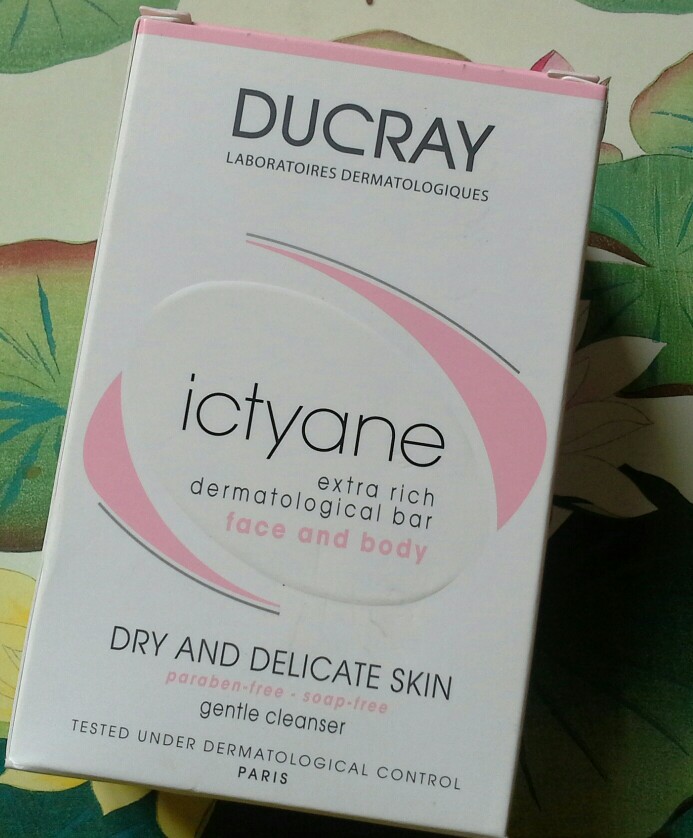 DUCRAY
LABORATOIRES DERMATOLOGIQUES
ictyane
extra rich
dermatological bar
face and body
DRY AND DELICATE SKIN
paraben-free - soap-free
gentle cleanser
TESTED UNDER DERMATOLOGICAL CONTROL
PARIS